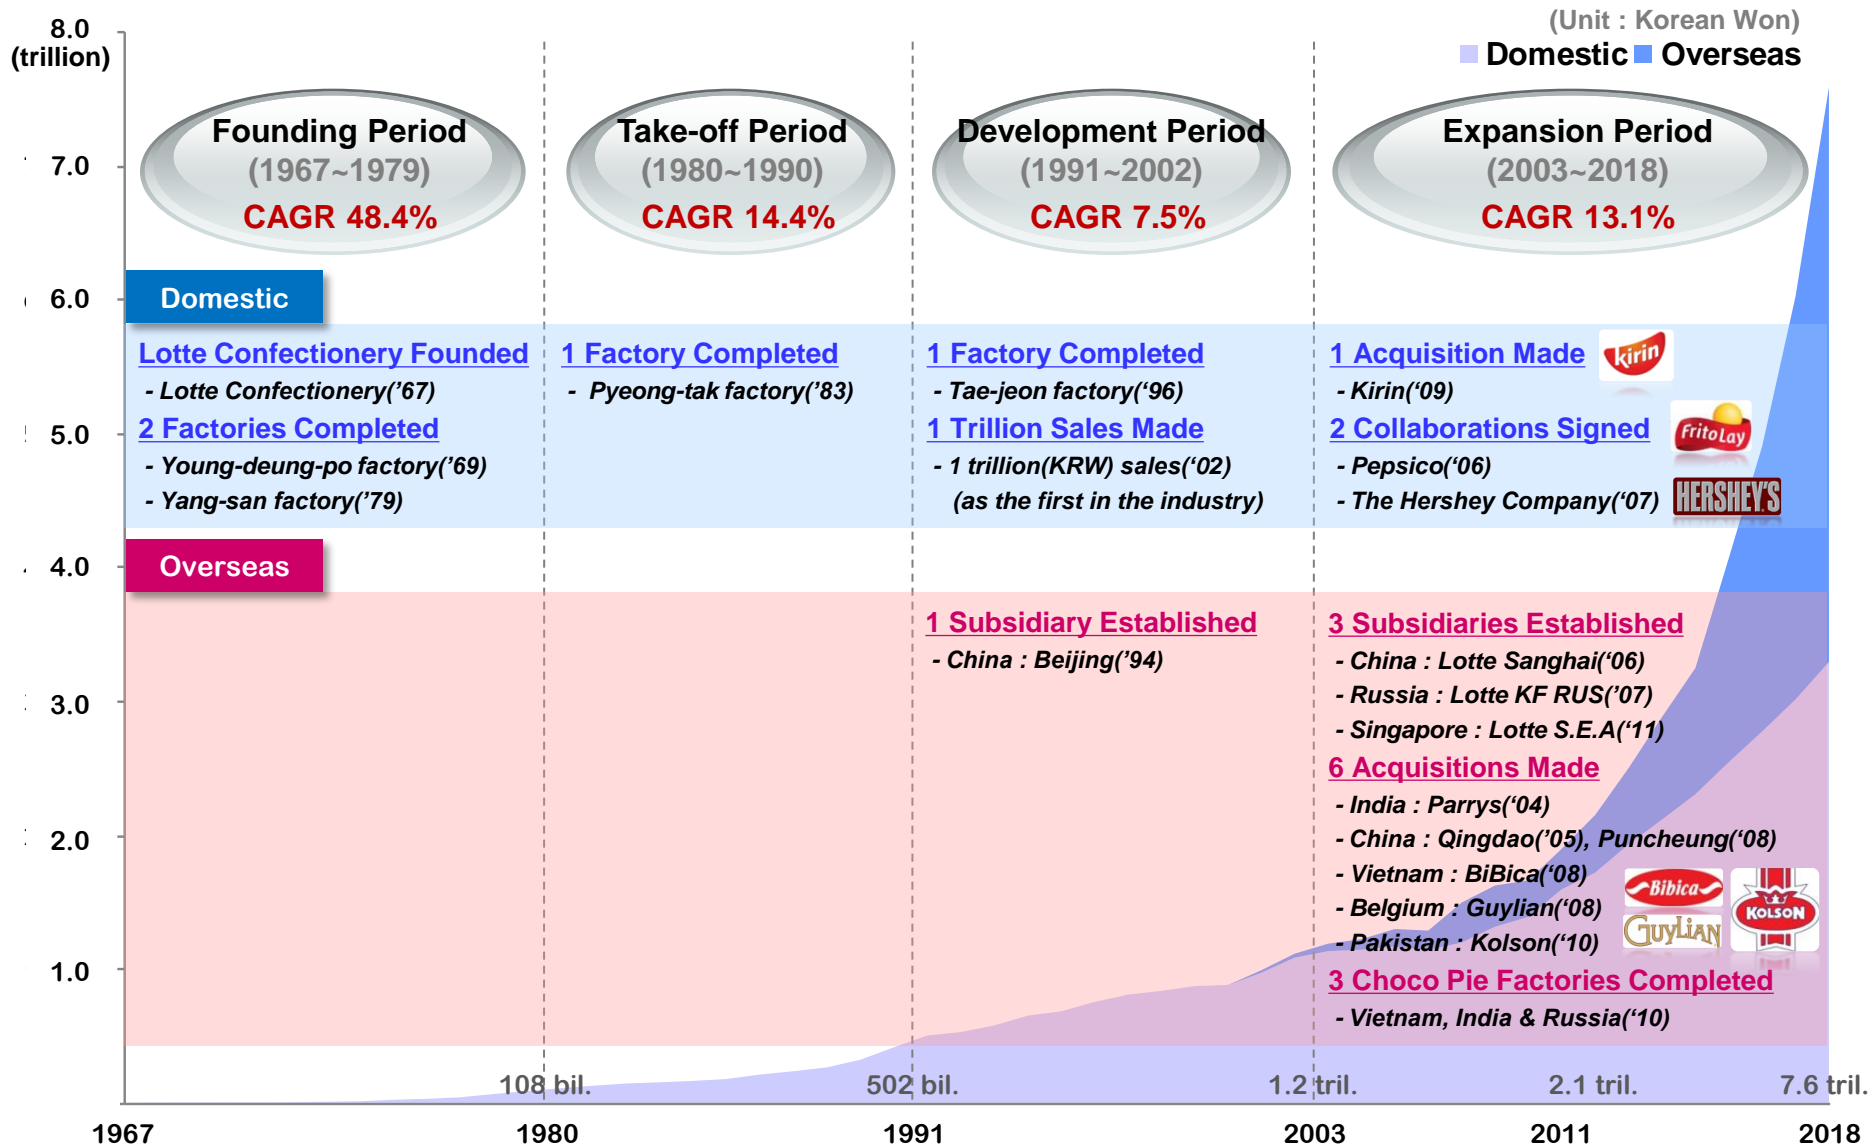 8.0
(trillion)
(Unit : Korean Won)
Domestic Overseas
Founding Period
(1967~1979)
CAGR 48.4%
Take-off Period
(1980~1990)
CAGR 14.4%
Development Period
(1991~2002)
CAGR 7.5%
Expansion Period
(2003~2018)
CAGR 13.1%
7.0
6.0
5.0
4.0
3.0
2.0
1.0
Domestic
Lotte Confectionery Founded
- Lotte Confectionery('67)
2 Factories Completed
- Young-deung-po factory('69)
- Yang-san factory('79)
1 Factory Completed
- Pyeong-tak factory('83)
1 Factory Completed
- Tae-jeon factory('96)
1 Trillion Sales Made
- 1 trillion(KRW) sales('02)
(as the first in the industry)
1 Acquisition Made
kirin
- Kirin('09)
2 Collaborations Signed
FritoLay
- Pepsico('06)
- The Hershey Company('07)
HERSHEY'S
Overseas
1 Subsidiary Established
- China : Beijing('94)
3 Subsidiaries Established
- China : Lotte Sanghai('06)
- Russia : Lotte KF RUS('07)
- Singapore : Lotte S.E.A('11)
6 Acquisitions Made
- India : Parrys('04)
- China : Qingdao('05), Puncheung('08)
- Vietnam : BiBica('08)
- Belgium : Guylian('08)
- Pakistan : Kolson('10)
Bibica
GUYLIAN
KOLSON
3 Choco Pie Factories Completed
- Vietnam, India & Russia('10)
108 bil.
502 bil.
1.2 tril.
2.1 tril.
7.6 tril.
1967
1980
1991
2003
2011
2018